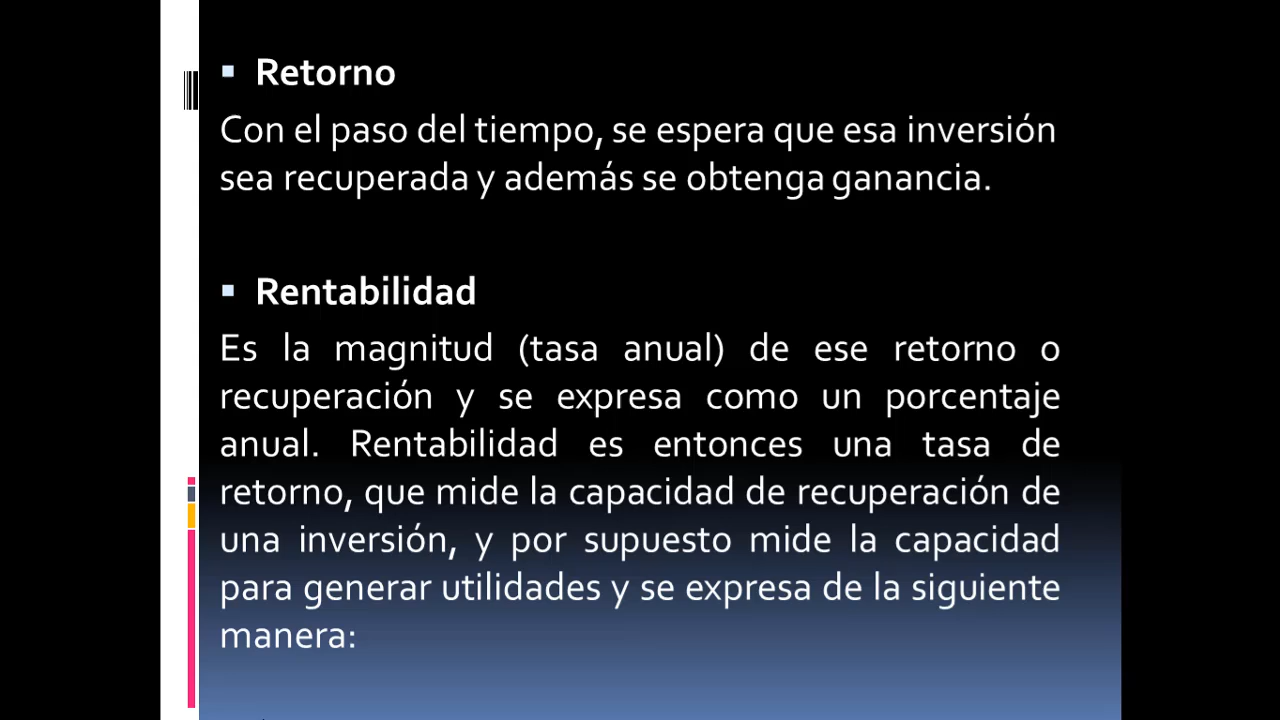 ▪ Retorno
Con el paso del tiempo, se espera que esa inversión
sea recuperada y además se obtenga ganancia.
▪ Rentabilidad
Es la magnitud (tasa anual) de ese retorno o
recuperación y se expresa como un porcentaje
anual. Rentabilidad es entonces una tasa de
retorno, que mide la capacidad de recuperación de
una inversión, y por supuesto mide la capacidad
para generar utilidades y se expresa de la siguiente
manera: